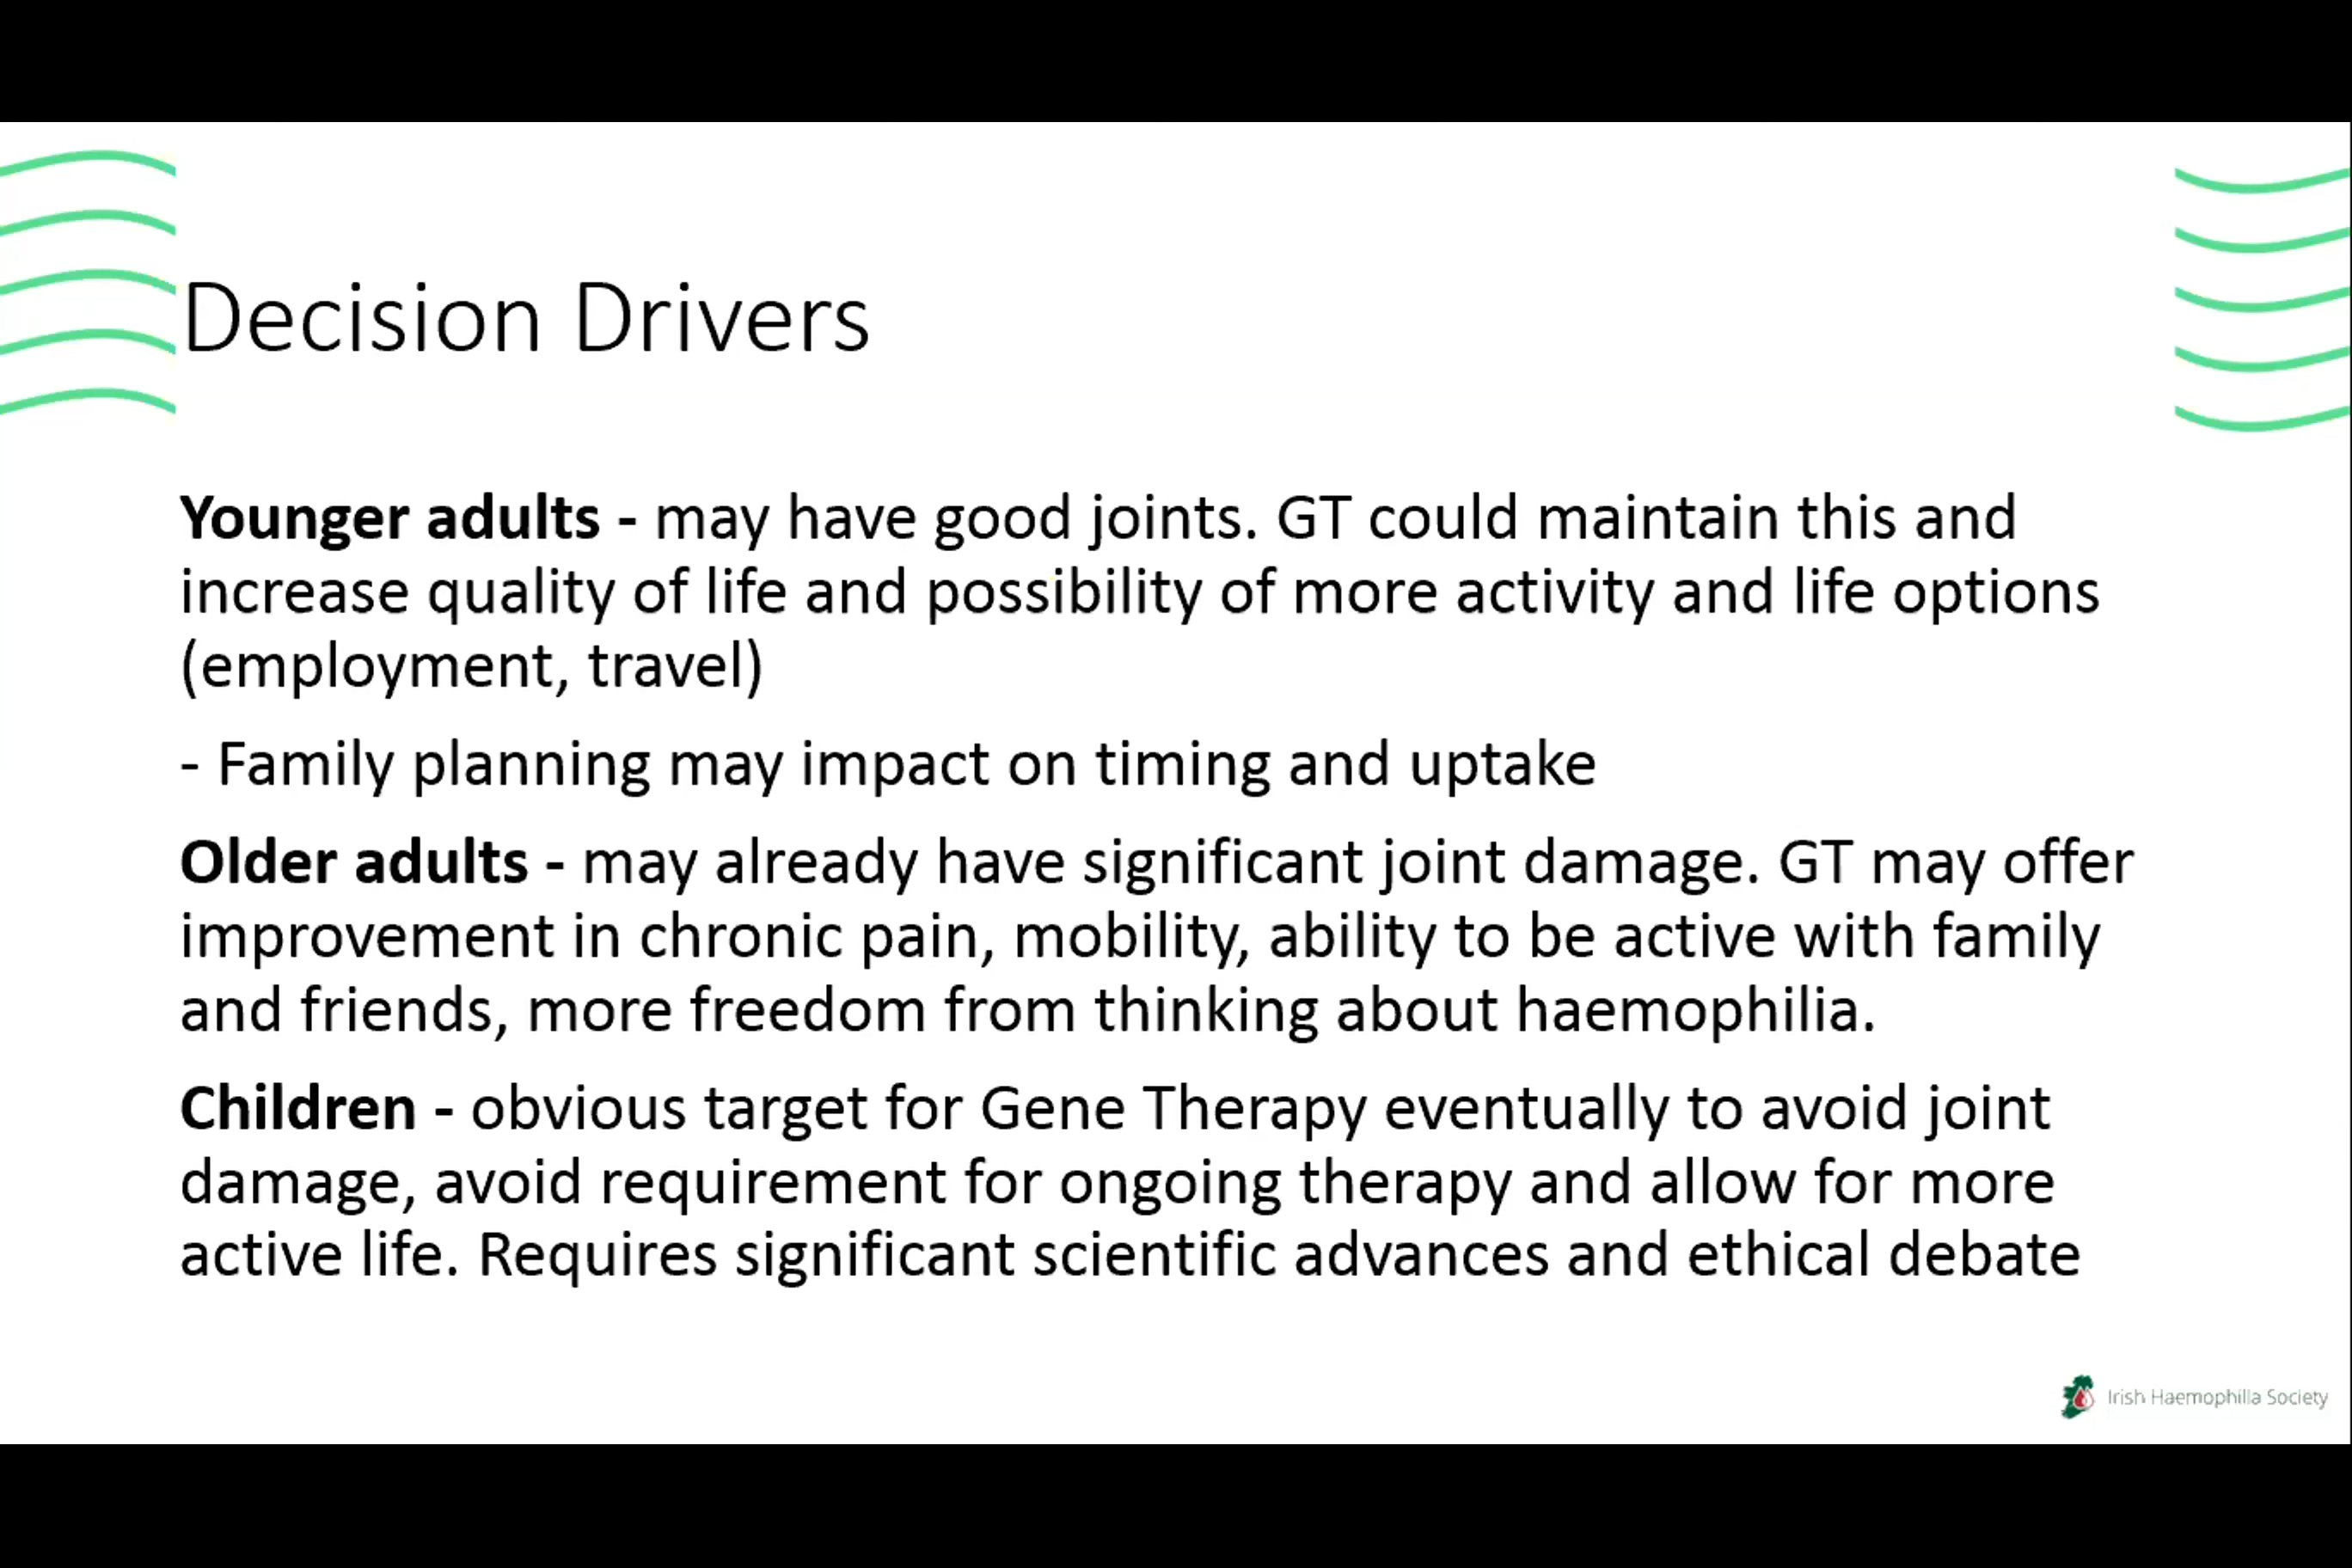 Decision Drivers
Younger adults - may have good joints. GT could maintain this and
increase quality of life and possibility of more activity and life options
(employment, travel)
- Family planning may impact on timing and uptake
Older adults - may already have significant joint damage. GT may offer
improvement in chronic pain, mobility, ability to be active with family
and friends, more freedom from thinking about haemophilia.
Children - obvious target for Gene Therapy eventually to avoid joint
damage, avoid requirement for ongoing therapy and allow for more
active life. Requires significant scientific advances and ethical debate
Irish Haemophilia Society